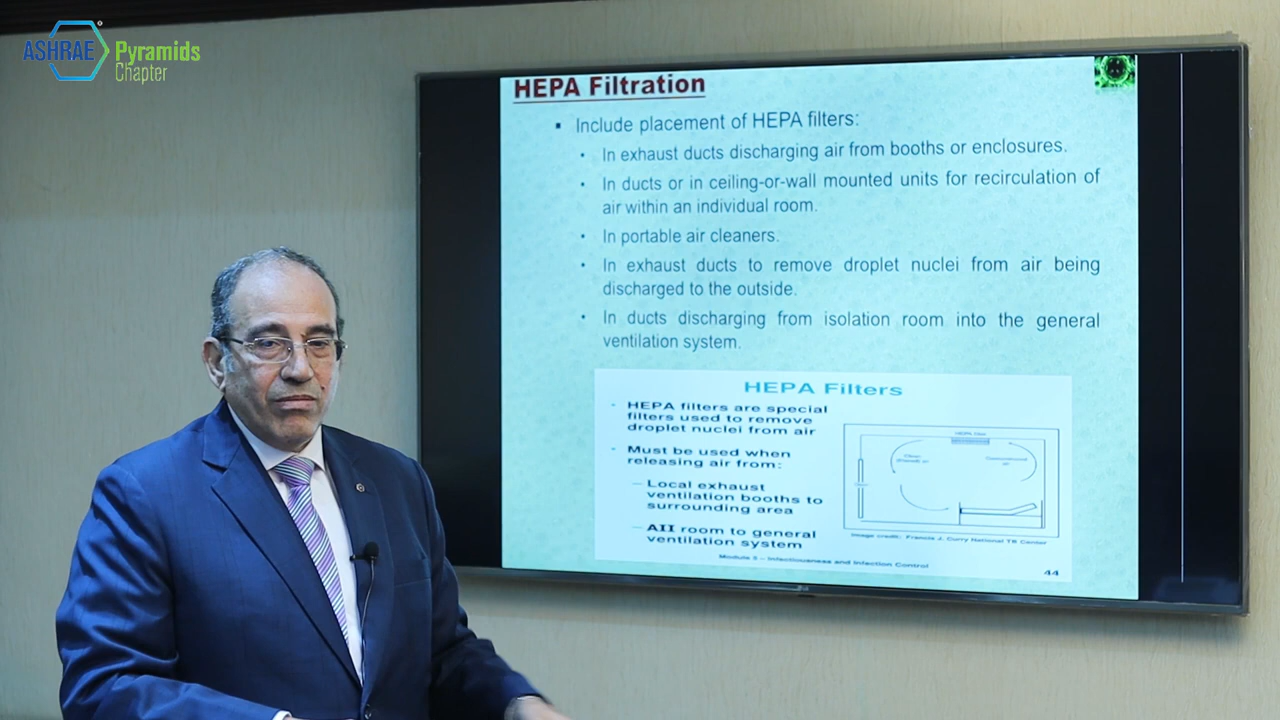 ASHRAE Pyramids
Chapter
HEPA Filtration
▪ Include placement of HEPA filters:
• In exhaust ducts discharging air from booths or enclosures.
• In ducts or in ceiling-or-wall mounted units for recirculation of
air within an individual room.
• In portable air cleaners.
• In exhaust ducts to remove droplet nuclei from air being
discharged to the outside.
• In ducts discharging from isolation room into the general
ventilation system.
HEPA Filters
- HEPA filters are special
filters used to remove
droplet nuclei from air
- Must be used when
releasing air from:
– Local exhaust
ventilation booths to
surrounding area
– AII room to general
ventilation system
HEPA filter
Image credit: Francis J. Curry National TB Center
Module 5 – Infectiousness and Infection Control
44
LG